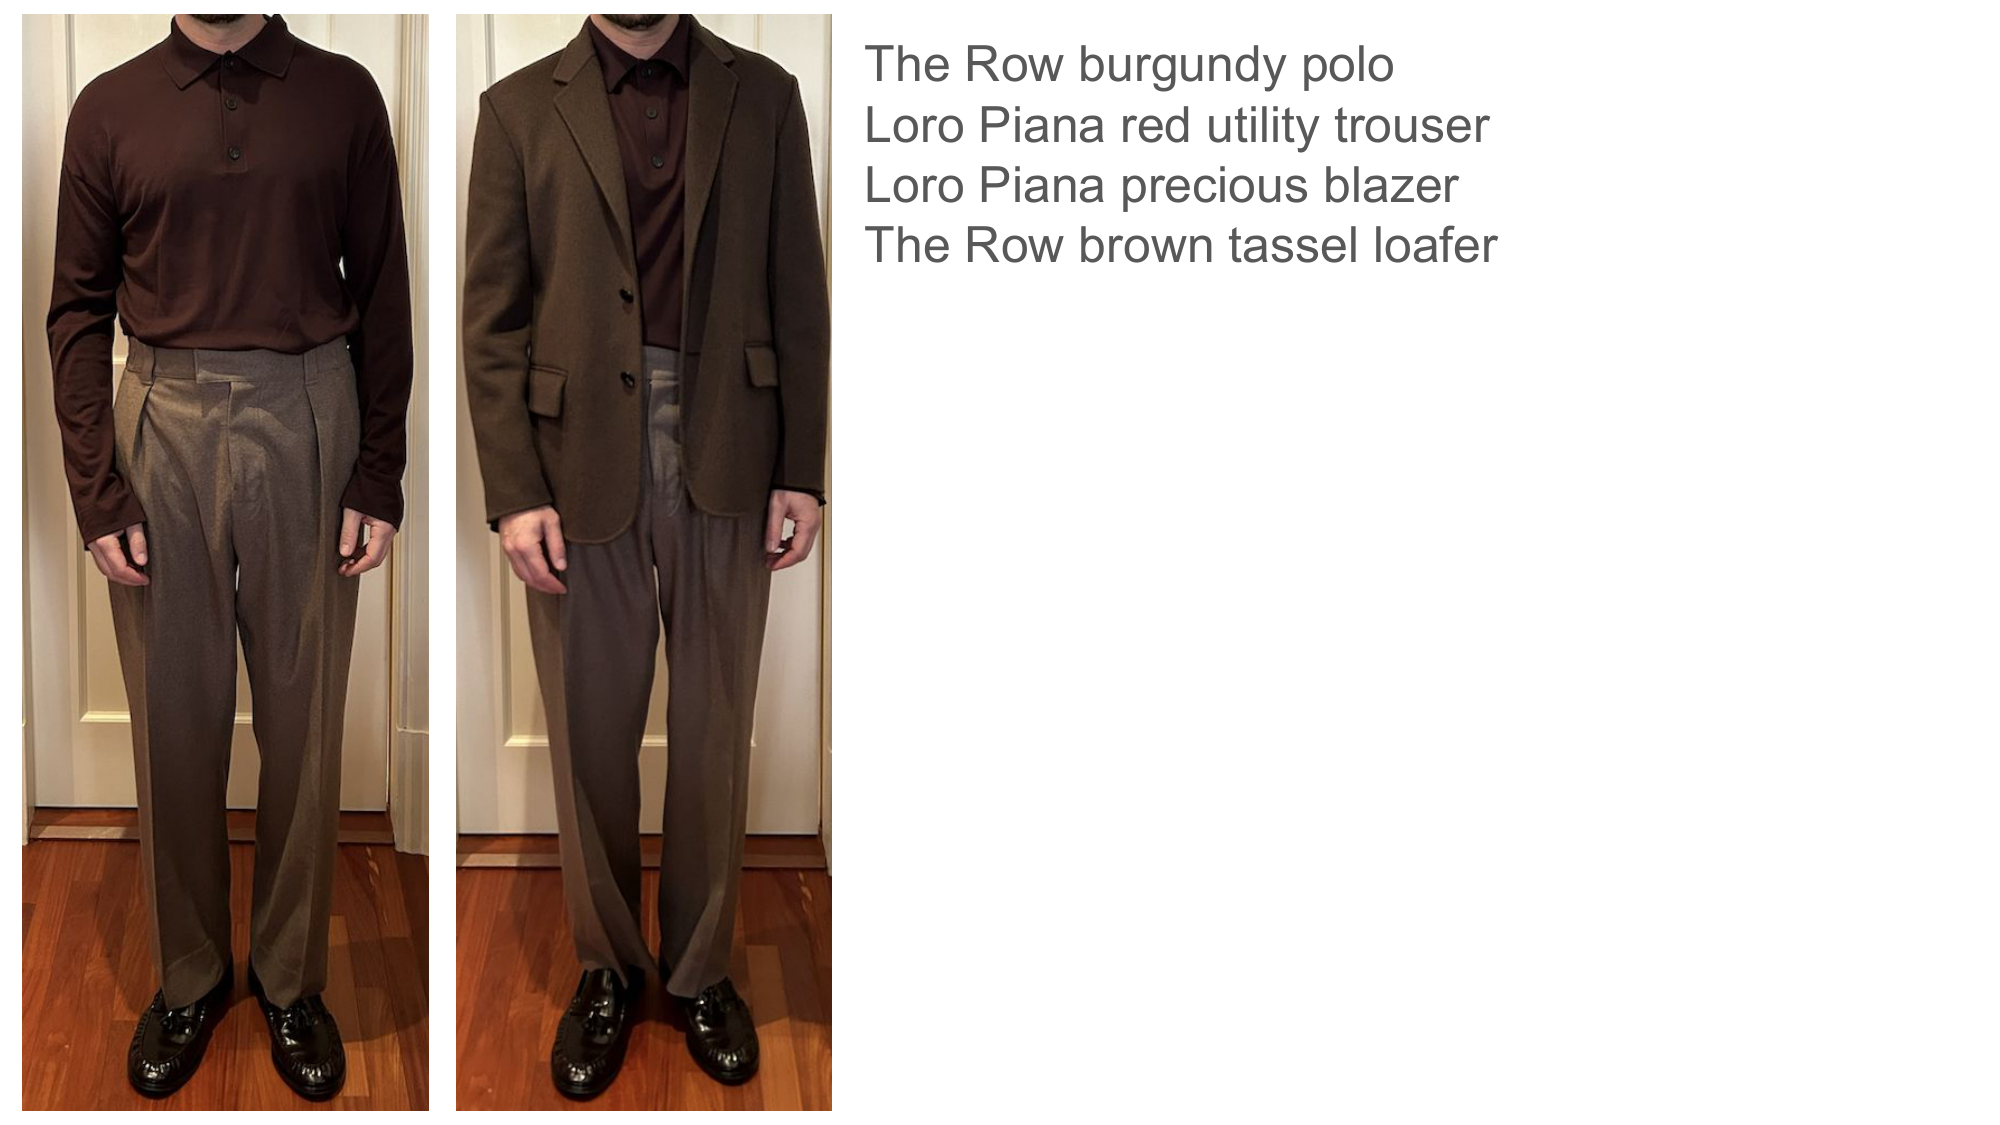 The Row burgundy polo
Loro Piana red utility trouser
Loro Piana precious blazer
The Row brown tassel loafer